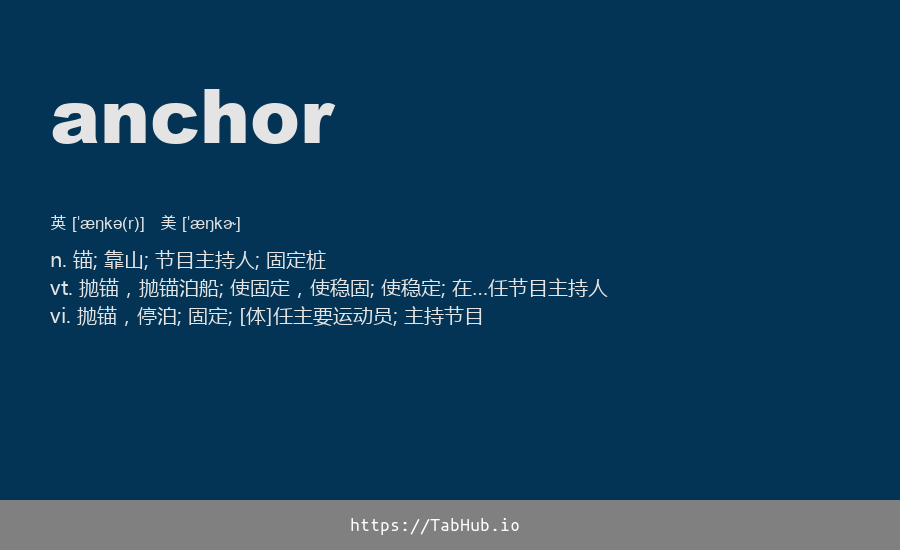 anchor
英 [ˈæŋkə(r)] 美 [ˈæŋkɚ]
n. 锚; 靠山; 节目主持人; 固定桩
vt. 抛锚，抛锚泊船; 使固定，使稳固; 使稳定; 在…任节目主持人
vi. 抛锚，停泊; 固定; [体]任主要运动员; 主持节目
https://TabHub.io